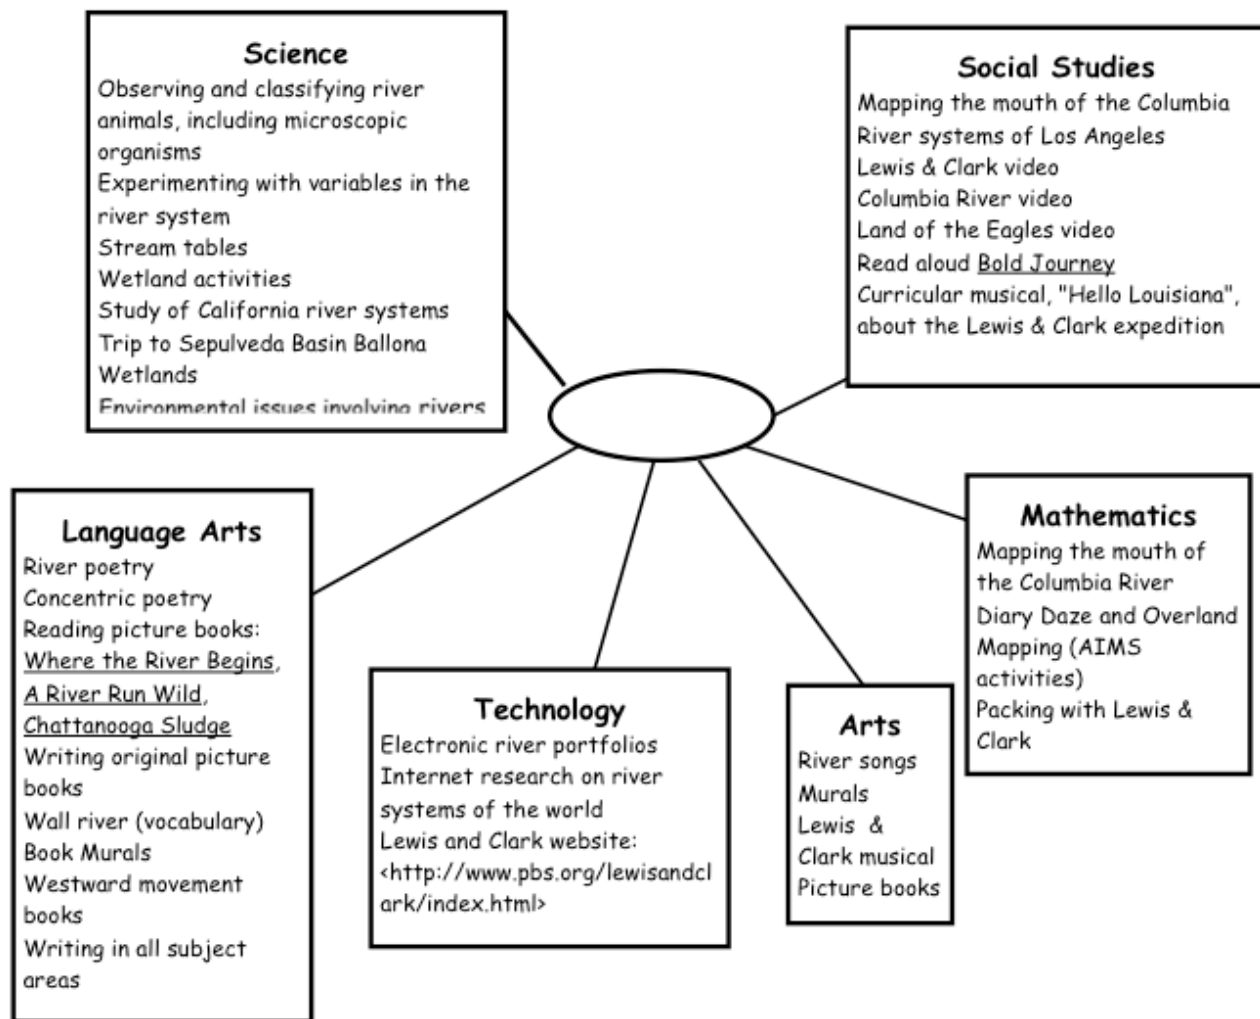 Science
Observing and classifying river
animals, including microscopic
organisms
Experimenting with variables in the
river system
Stream tables
Wetland activities
Study of California river systems
Trip to Sepulveda Basin Ballona
Wetlands
Environmental issues involving rivers
Social Studies
Mapping the mouth of the Columbia
River systems of Los Angeles
Lewis & Clark video
Columbia River video
Land of the Eagles video
Read aloud Bold Journey
Curricular musical, "Hello Louisiana",
about the Lewis & Clark expedition
Language Arts
River poetry
Concentric poetry
Reading picture books:
Where the River Begins,
A River Run Wild,
Chattanooga Sludge
Writing original picture
books
Wall river (vocabulary)
Book Murals
Westward movement
books
Writing in all subject
areas
Technology
Electronic river portfolios
Internet research on river
systems of the world
Lewis and Clark website:
<http://www.pbs.org/lewisandcl
ark/index.html>
Arts
River songs
Murals
Lewis &
Clark musical
Picture books
Mathematics
Mapping the mouth of
the Columbia River
Diary Daze and Overland
Mapping (AIMS
activities)
Packing with Lewis &
Clark